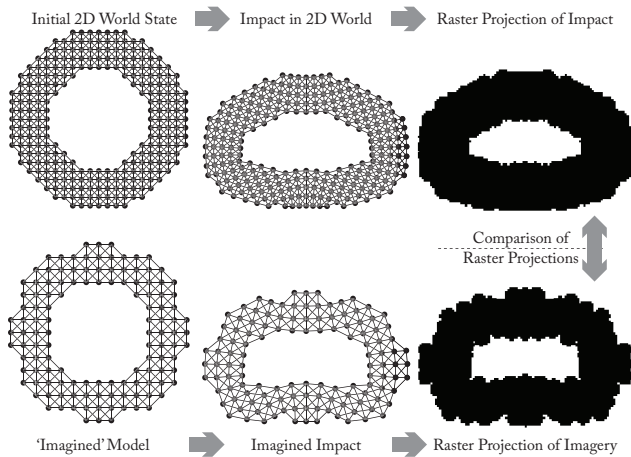 Initial 2D World State
Impact in 2D World
Raster Projection of Impact
Comparison of
Raster Projections
'Imagined' Model
Imagined Impact
Raster Projection of Imagery